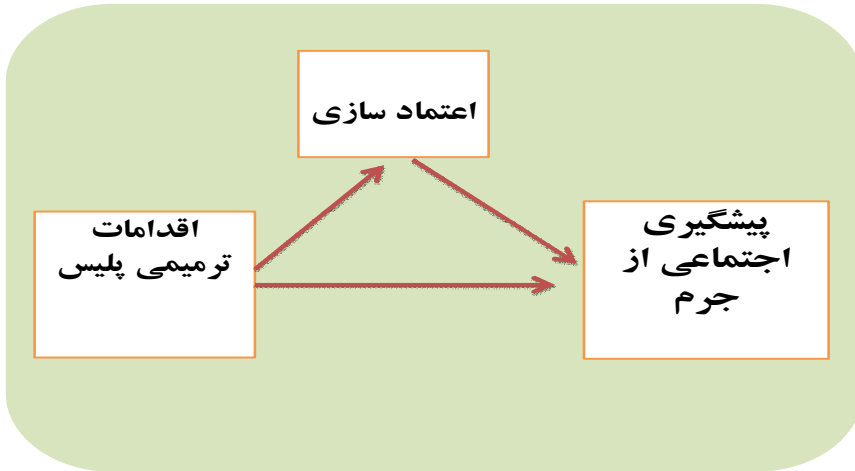 اعتماد سازی
اقدامات
ترمیمی پلیس
پیشگیری
اجتماعی از
جرم